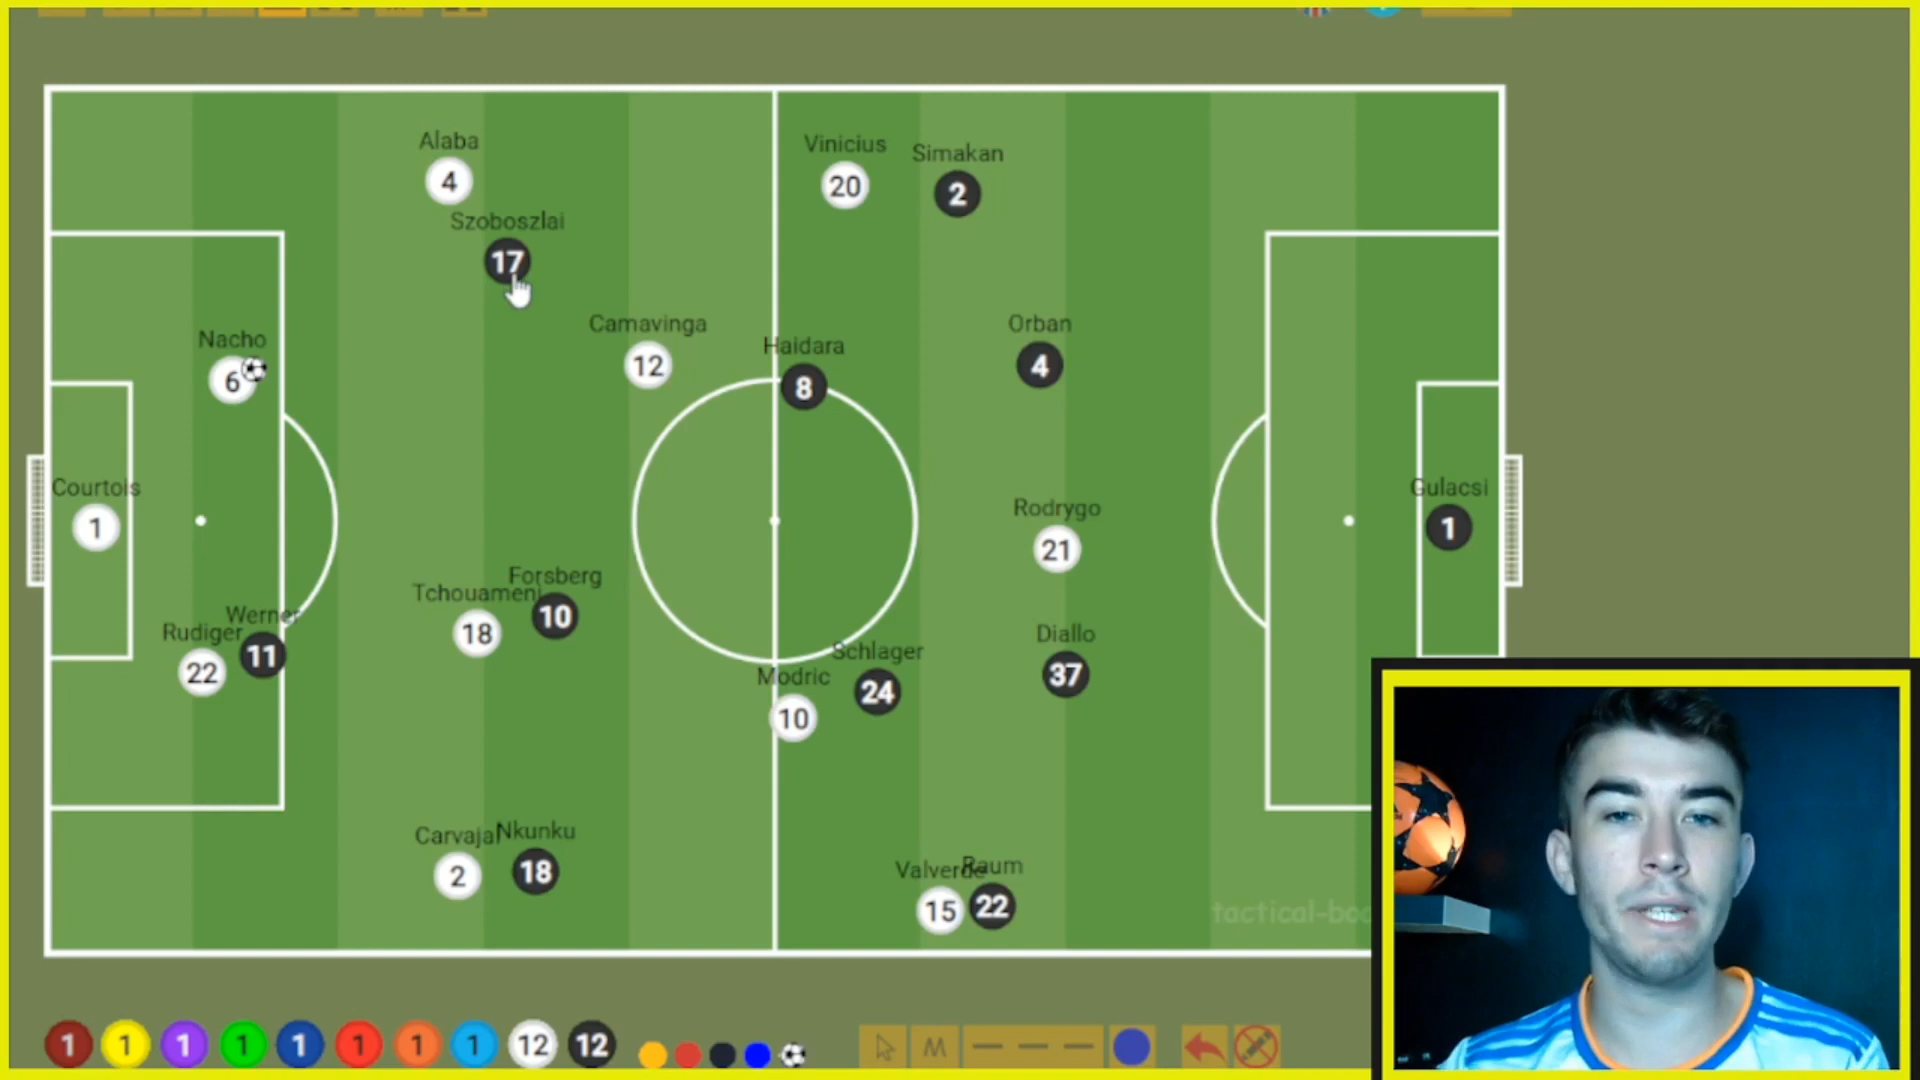 Alaba
4
Vinicius
20
Simakan
2
Szoboszlai
17
Camavinga
12
Haidara
8
Orban
4
Nacho
6
Courtois
1
Rodrygo
21
Gulacsi
1
Forsberg
10
Tchouameni
18
Werner
11
Rudiger
22
Diallo
37
Schlager
24
Modric
10
Carvajal
2
Nkunku
18
Valverde
15
Raum
22
1 1 1 1 1 1 1 1 12 12
M